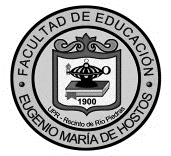 FACULTAD DE EDUCACIÓN
1900
UPR - Recinto de Río Piedras
EUGENIO MARÍA DE HOSTOS